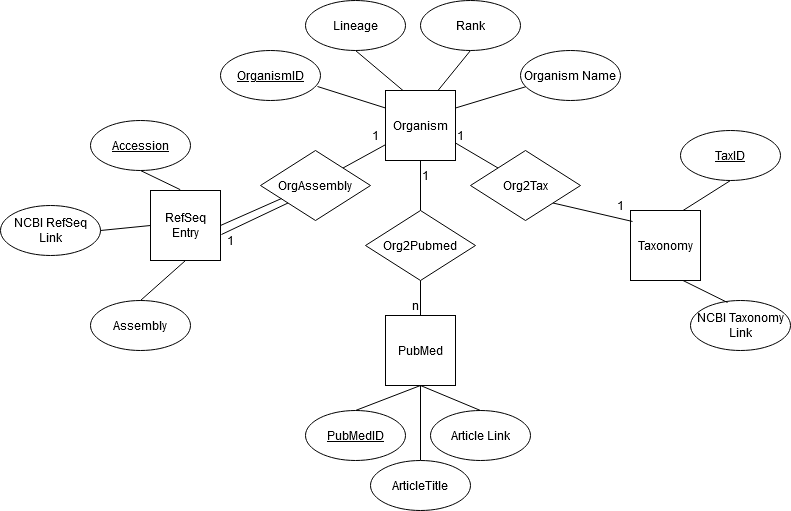 Lineage
Rank
OrganismID
Organism Name
Organism
1
1
1
Accession
OrgAssembly
Org2Tax
TaxID
RefSeq
Entry
NCBI RefSeq
Link
1
1
Org2Pubmed
Taxonomy
n
Assembly
NCBI Taxonomy
Link
PubMed
PubMedID
Article Link
ArticleTitle